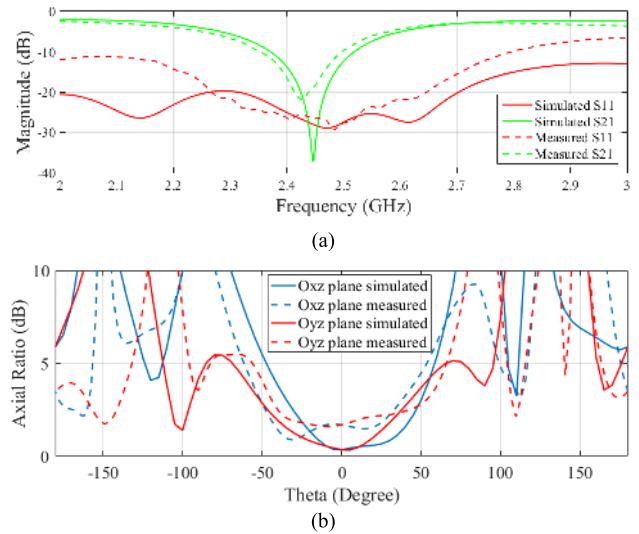 0
-10
-20
-30
-40
Magnitude (dB)
Simulated S11
Simulated S21
Measured S11
Measured S21
2 2.1 2.2 2.3 2.4 2.5 2.6 2.7 2.8 2.9 3
Frequency (GHz)
(a)
10
5
0
Axial Ratio (dB)
Oxz plane simulated
Oxz plane measured
Oyz plane simulated
Oyz plane measured
-150 -100 -50 0 50 100 150
Theta (Degree)
(b)